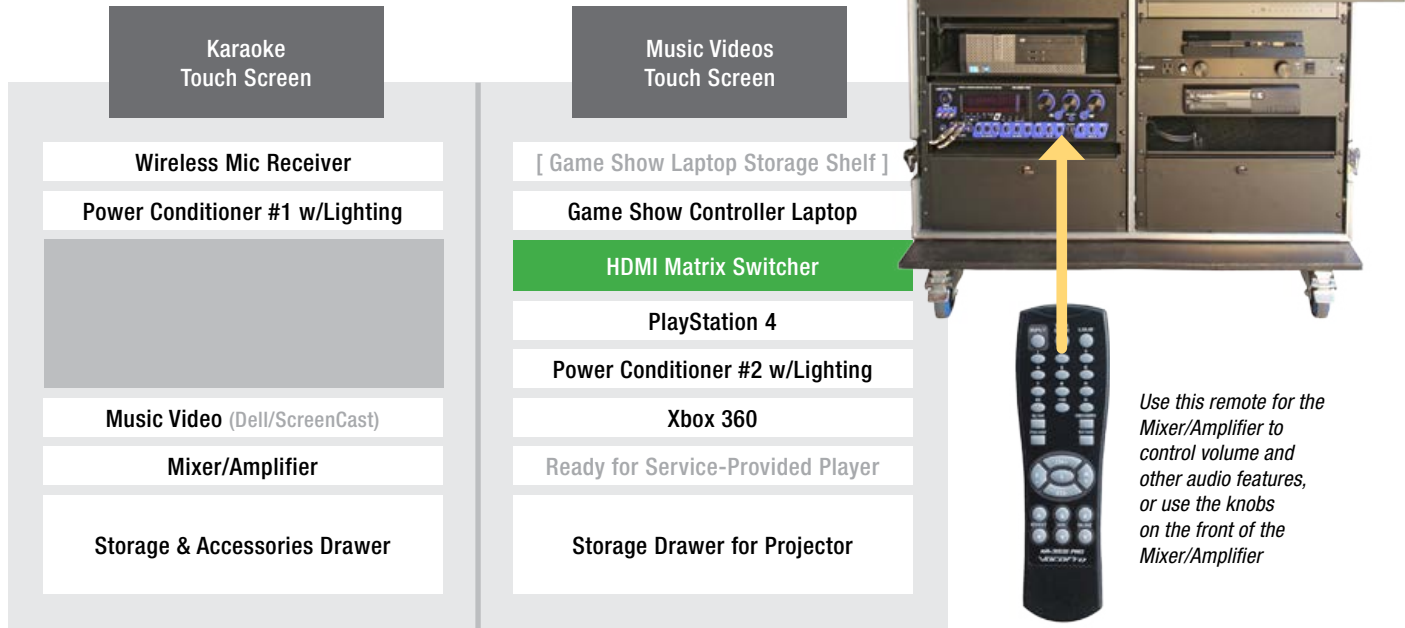 Karaoke
Touch Screen
Music Videos
Touch Screen
Wireless Mic Receiver
Power Conditioner #1 w/Lighting
Music Video (Dell/ScreenCast)
Mixer/Amplifier
Storage & Accessories Drawer
[ Game Show Laptop Storage Shelf ]
Game Show Controller Laptop
HDMI Matrix Switcher
PlayStation 4
Power Conditioner #2 w/Lighting
Xbox 360
Ready for Service-Provided Player
Storage Drawer for Projector
INPUT
Use this remote for the
Mixer/Amplifier to
control volume and
other audio features,
or use the knobs
on the front of the
Mixer/Amplifier